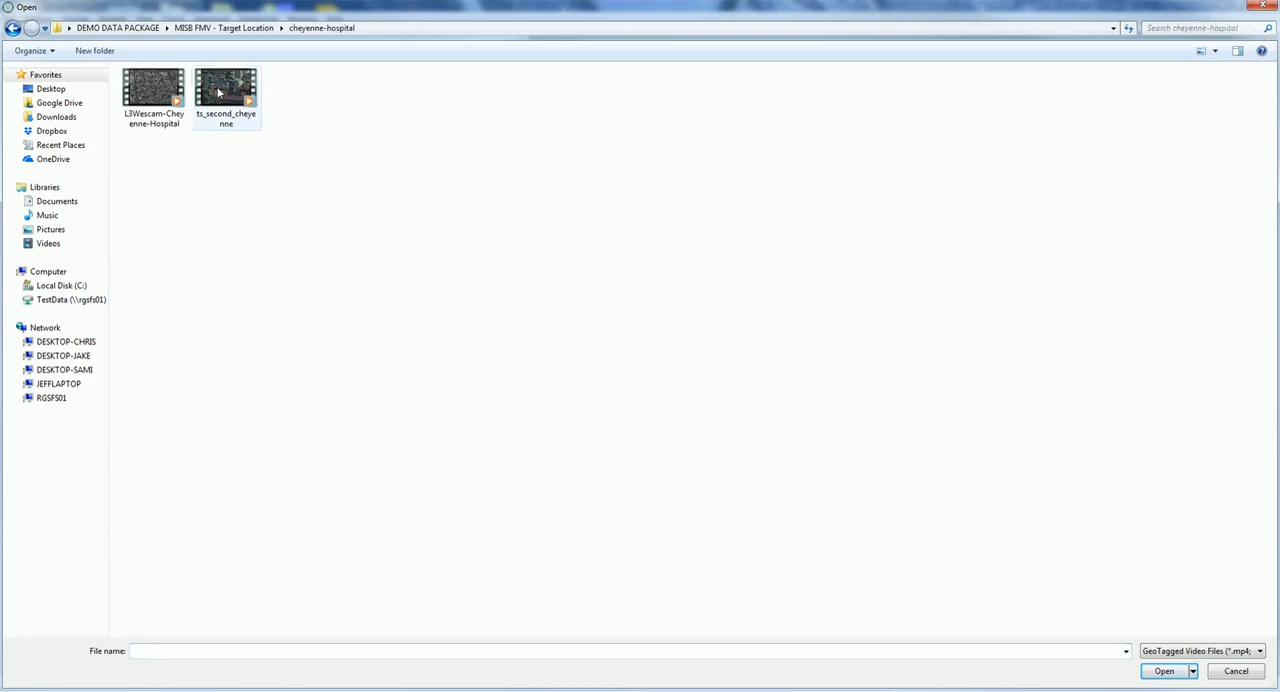 Open
DEMO DATA PACKAGE MISB FMV - Target Location cheyenne-hospital
Search cheyenne-hospital
Organize New folder
Favorites
Desktop
Google Drive
Downloads
Dropbox
Recent Places
OneDrive
Libraries
Documents
Music
Pictures
Videos
Computer
Local Disk (C:)
TestData (\\rgsfs01)
Network
DESKTOP-CHRIS
DESKTOP-JAKE
DESKTOP-SAMI
JEFFLAPTOP
RGSFS01
L3Wescam-Chey
enne-Hospital
ts_second_cheye
nne
File name:
GeoTagged Video Files (*.mp4;
Open Cancel